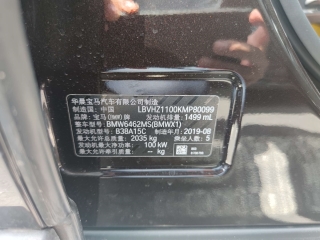 华晨宝马汽车有限公司制造
制造国：中国 LBVHZ1100KMP80099
品牌：宝马(BMW)牌 发动机排量：1499 mL
整车型号：BMW6462MS(BMWX1)
发动机型号：B38A15C 制造年月：2019-08
最大允许总质量：2035 kg
发动机最大净功率：100 kW 乘坐人数：5